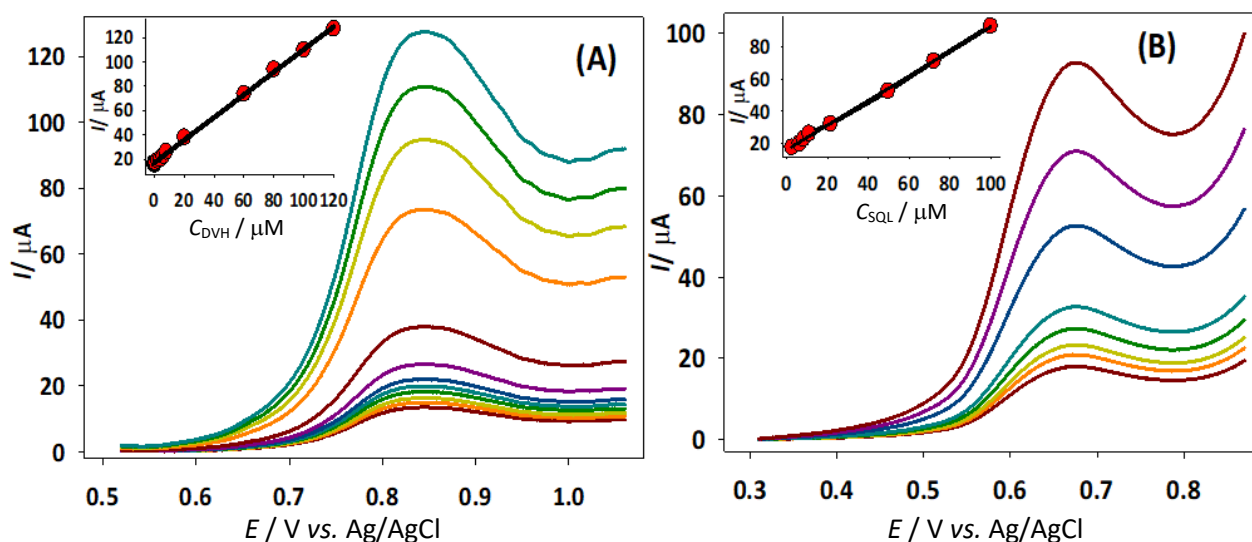 (A)
I/ μA
120
100
80
60
40
20
0
0.5 0.6 0.7 0.8 0.9 1.0
E / V vs. Ag/AgCl
I/ μA
120
100
80
60
40
20
0 20 40 60 80 100 120
CDVH / μM
(B)
I/ μA
100
80
60
40
20
0
0.3 0.4 0.5 0.6 0.7 0.8
E / V vs. Ag/AgCl
I/ μA
80
60
40
20
0 20 40 60 80 100
CSQL / μM